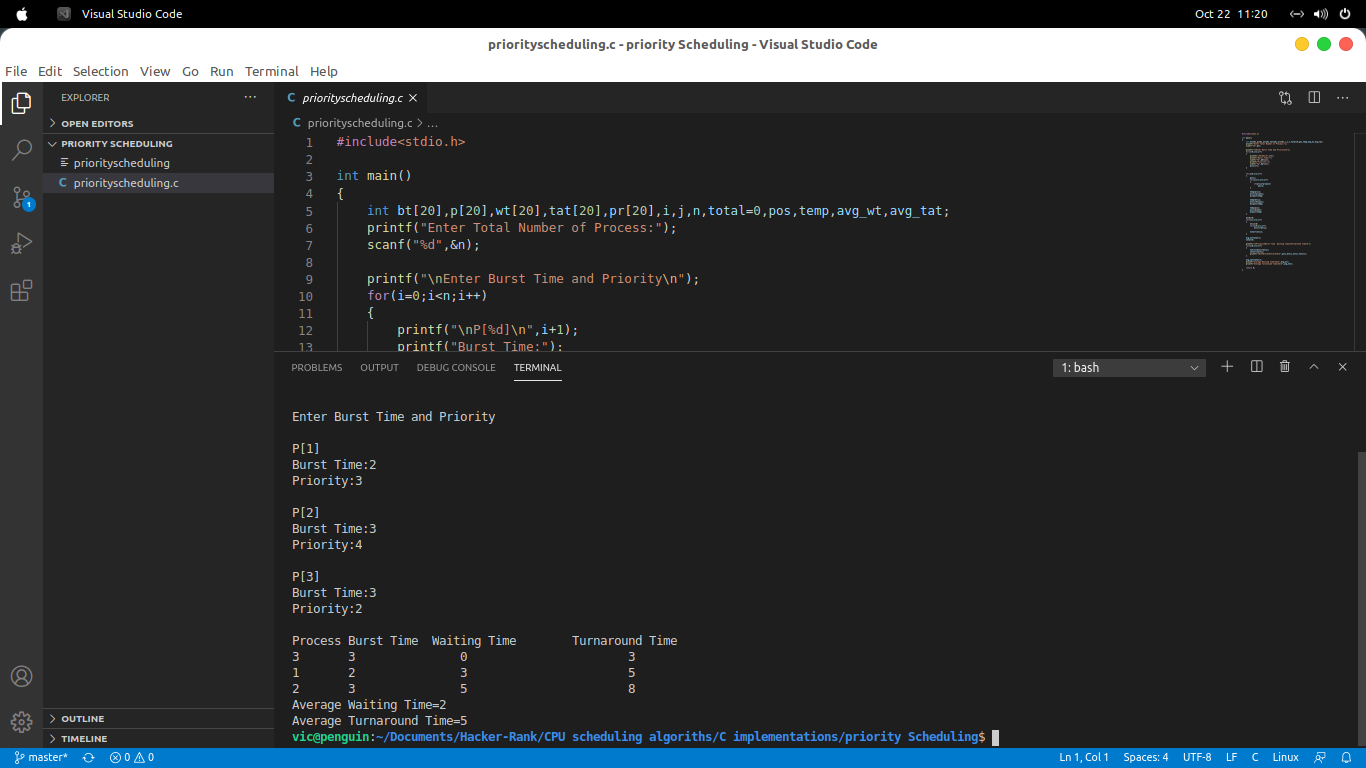 Visual Studio Code
Oct 22 11:20
priorityscheduling.c - priority Scheduling - Visual Studio Code
File Edit Selection View Go Run Terminal Help
EXPLORER
OPEN EDITORS
PRIORITY SCHEDULING
priorityscheduling
C priorityscheduling.c
1
OUTLINE
TIMELINE
C priorityscheduling.c
C priorityscheduling.c > ...
1 #include<stdio.h>
2
3 int main()
4 {
5 int bt[20],p[20],wt[20],tat[20],pr[20],i,j,n,total=0,pos,temp,avg_wt,avg_tat;
6 printf("Enter Total Number of Process:");
7 scanf("%d",&n);
8
9 printf("\nEnter Burst Time and Priority\n");
10 for(i=0;i<n;i++)
11 {
12 printf("\nP[%d]\n",i+1);
13 printf("Burst Time:");
PROBLEMS OUTPUT DEBUG CONSOLE TERMINAL
1: bash
Enter Burst Time and Priority
P[1]
Burst Time:2
Priority:3
P[2]
Burst Time:3
Priority:4
P[3]
Burst Time:3
Priority:2
Process Burst Time Waiting Time Turnaround Time
3 3 0 3
1 2 3 5
2 3 5 8
Average Waiting Time=2
Average Turnaround Time=5
vic@penguin:~/Documents/Hacker-Rank/CPU scheduling algoriths/C implementations/priority Scheduling$
master* 0 0
Ln 1, Col 1 Spaces: 4 UTF-8 LF C Linux